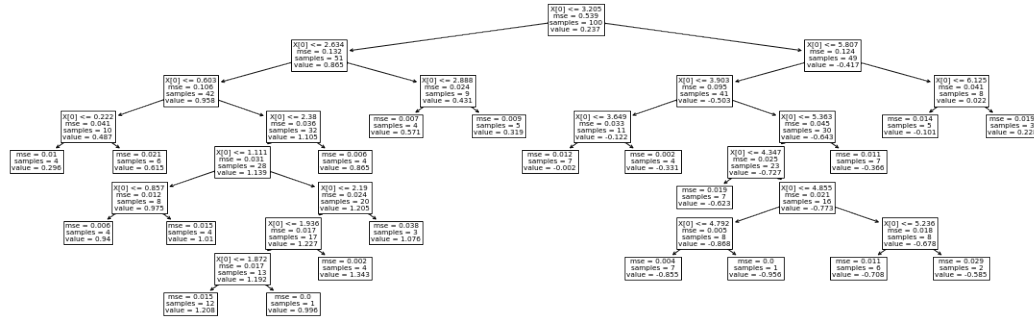 X[0] <= 3.205
mse = 0.539
samples = 100
value = 0.237
X[0] <= 2.634
mse = 0.132
samples = 51
value = 0.865
X[0] <= 5.807
mse = 0.124
samples = 49
value = -0.417
X[0] <= 0.603
mse = 0.106
samples = 42
value = 0.958
X[0] <= 2.888
mse = 0.024
samples = 9
value = 0.431
X[0] <= 3.903
mse = 0.095
samples = 41
value = -0.503
X[0] <= 6.125
mse = 0.041
samples = 8
value = 0.022
X[0] <= 0.222
mse = 0.041
samples = 10
value = 0.487
X[0] <= 2.38
mse = 0.036
samples = 32
value = 1.105
mse = 0.007
samples = 4
value = 0.571
mse = 0.009
samples = 5
value = 0.319
X[0] <= 3.649
mse = 0.033
samples = 11
value = -0.122
X[0] <= 5.363
mse = 0.045
samples = 30
value = -0.643
mse = 0.014
samples = 5
value = -0.101
mse = 0.019
samples = 3
mse = 0.01
samples = 4
value = 0.296
mse = 0.021
samples = 6
value = 0.615
X[0] <= 1.111
mse = 0.031
samples = 28
value = 1.139
mse = 0.006
samples = 4
value = 0.865
mse = 0.012
samples = 7
value = -0.002
mse = 0.002
samples = 4
value = -0.331
X[0] <= 4.347
mse = 0.025
samples = 23
value = -0.727
mse = 0.011
samples = 7
value = -0.366
X[0] <= 0.857
mse = 0.012
samples = 8
value = 0.975
X[0] <= 2.19
mse = 0.024
samples = 20
value = 1.205
mse = 0.019
samples = 7
value = -0.623
X[0] <= 4.855
mse = 0.021
samples = 16
value = -0.773
mse = 0.006
samples = 4
value = 0.94
mse = 0.015
samples = 4
value = 1.01
X[0] <= 1.936
mse = 0.017
samples = 17
value = 1.227
mse = 0.038
samples = 3
value = 1.076
X[0] <= 4.792
mse = 0.005
samples = 8
value = -0.868
X[0] <= 5.236
mse = 0.018
samples = 8
value = -0.678
X[0] <= 1.872
mse = 0.017
samples = 13
value = 1.192
mse = 0.002
samples = 4
value = 1.343
mse = 0.004
samples = 7
value = -0.855
mse = 0.0
samples = 1
value = -0.956
mse = 0.011
samples = 6
value = -0.708
mse = 0.029
samples = 2
value = -0.585
mse = 0.015
samples = 12
value = 1.208
mse = 0.0
samples = 1
value = 0.996